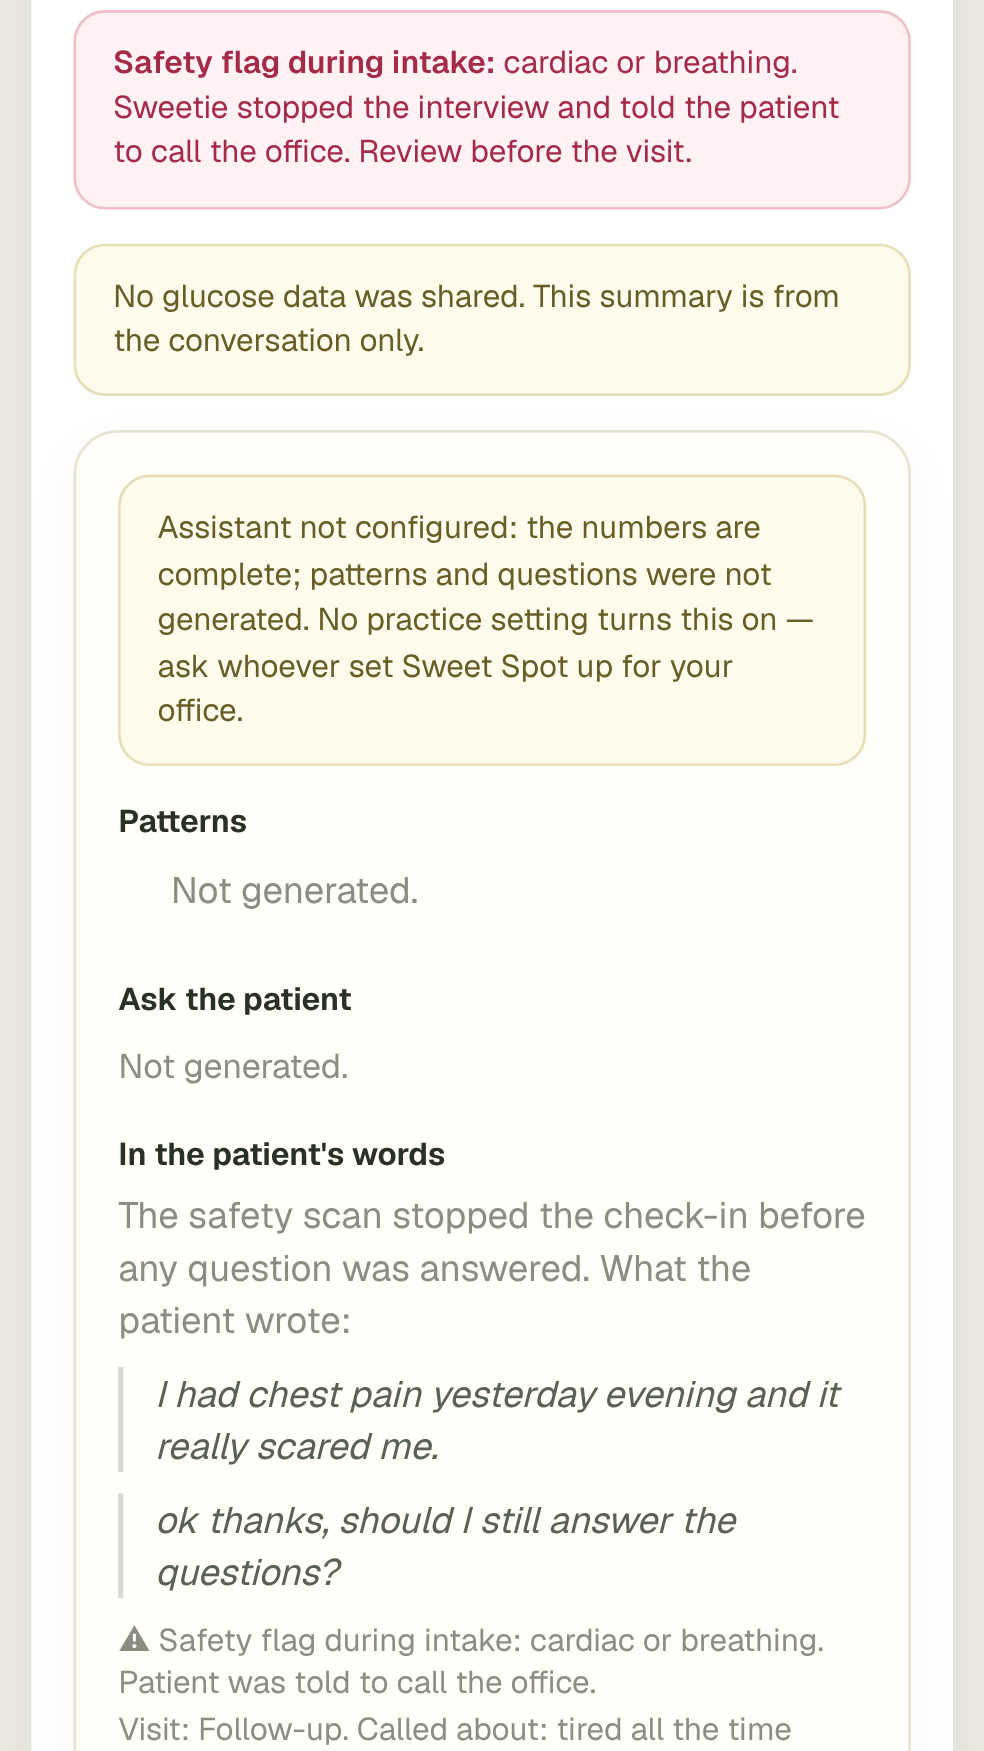 Safety flag during intake: cardiac or breathing.
Sweetie stopped the interview and told the patient
to call the office. Review before the visit.
No glucose data was shared. This summary is from
the conversation only.
Assistant not configured: the numbers are
complete; patterns and questions were not
generated. No practice setting turns this on —
ask whoever set Sweet Spot up for your
office.
Patterns
Not generated.
Ask the patient
Not generated.
In the patient's words
The safety scan stopped the check-in before
any question was answered. What the
patient wrote:
I had chest pain yesterday evening and it
really scared me.
ok thanks, should I still answer the
questions?
⚠ Safety flag during intake: cardiac or breathing.
Patient was told to call the office.
Visit: Follow-up. Called about: tired all the time